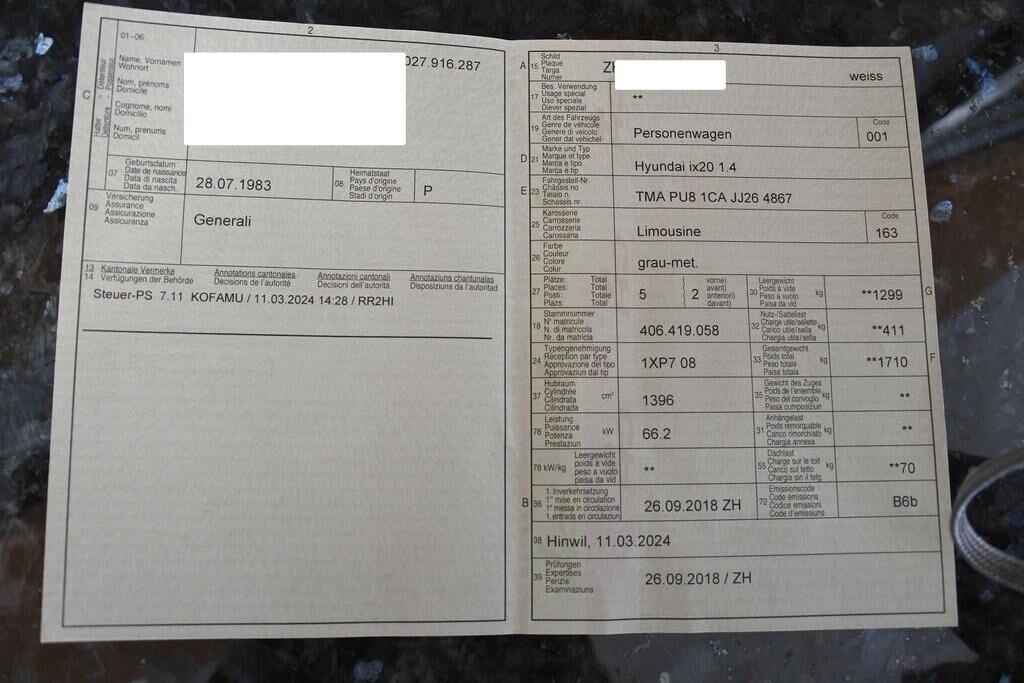 2
01–06
C
Halter – Détenteur
Detentore – Possessur
Name, Vornamen
Wohnort
Nom, prénoms
Domicile
Cognome, nomi
Domicilio
Num, prenums
Domicil
027.916.287
07
Geburtsdatum
Date de naissance
Data di nascita
Data da nasch.
28.07.1983
08
Heimatstaat
Pays d'origine
Paese d'origine
Stadi d'origin
P
09
Versicherung
Assurance
Assicurazione
Assicuranza
Generali
13 Kantonale Vermerke Annotations cantonales Annotazioni cantonali Annotaziuns chantunalas
14 Verfügungen der Behörde Décisions de l'autorité Decisioni dell'autorità Disposiziuns da l'autoritad
Steuer-PS 7.11 KOFAMU / 11.03.2024 14:28 / RR2HI
3
A 15
Schild
Plaque
Targa
Numer
ZH
weiss
17
Bes. Verwendung
Usage spécial
Uso speciale
Diever spezial
**
19
Art des Fahrzeugs
Genre de véhicule
Genere di veicolo
Gener dal vehichel
Personenwagen
Code
001
D 21
Marke und Typ
Marque et type
Marca e tipo
Marca e tip
Hyundai ix20 1.4
E 23
Fahrgestell-Nr
Châssis no
Telaio n.
Schassis nr.
TMA PU8 1CA JJ26 4867
25
Karosserie
Carrosserie
Carrozzeria
Carossaria
Limousine
Code
163
26
Farbe
Couleur
Colore
Colur
grau-met.
27
Plätze: Total
Places: Total
Posti: Totale
Plazs: Total
5
( 2
vorne)
avant)
anteriori)
davant)
30
Leergewicht
Poids à vide
Peso a vuoto
Paisa da vid
kg
**1299
G
18
Stammnummer
N° matricule
N. di matricola
Nr. da matricla
406.419.058
32
Nutz-/Sattellast
Charge utile/sellette
Carico utile/sella
Chargia utila/sella
kg
**411
24
Typengenehmigung
Réception par type
Approvazione del tipo
Approvaziun dal tip
1XP7 08
33
Gesamtgewicht
Poids total
Peso totale
Paisa totala
kg
**1710
F
37
Hubraum
Cylindrée
Cilindrata
Cilindrada
cm³
1396
35
Gewicht des Zuges
Poids de l'ensemble
Peso del convoglio
Paisa cumposiziun
kg
**
76
Leistung
Puissance
Potenza
Prestaziun
kW
66.2
31
Anhängelast
Poids remorquable
Carico rimorchiato
Chargia annexa
kg
**
78 kW/kg
Leergewicht
poids à vide
peso a vuoto
paisa da vid
**
55
Dachlast
Charge sur le toit
Carico sul tetto
Chargia sin il tetg
kg
**70
B 36
1. Inverkehrsetzung
1re mise en circulation
1a messa in circolazione
1. entrada en circulaziun
26.09.2018 ZH
72
Emissionscode
Code émissions
Codice emissioni
Code d'emissiuns
B6b
38 Hinwil, 11.03.2024
39
Prüfungen
Expertises
Perizie
Examinaziuns
26.09.2018 / ZH